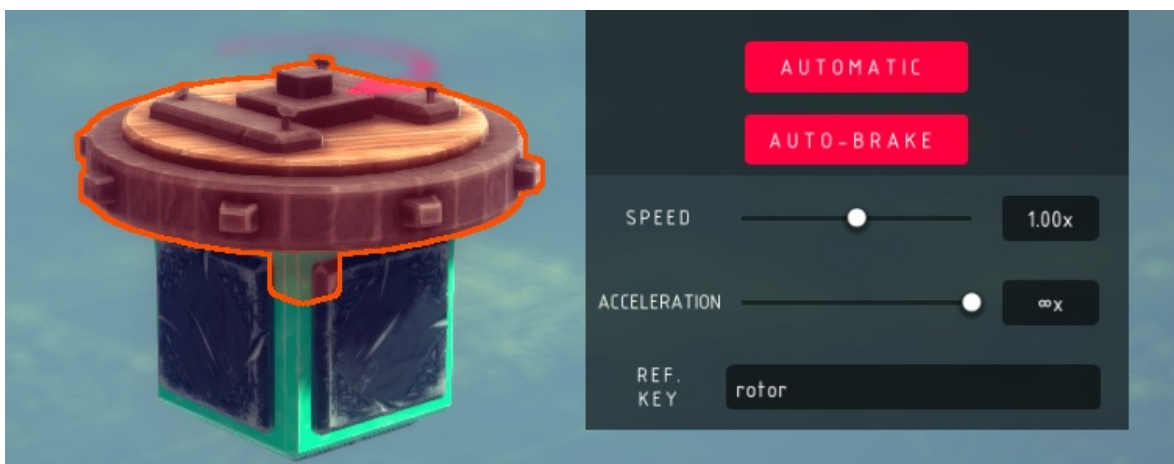 AUTOMATIC
AUTO-BRAKE
SPEED 1.00x
ACCELERATION ∞x
REF.
KEY
rotor